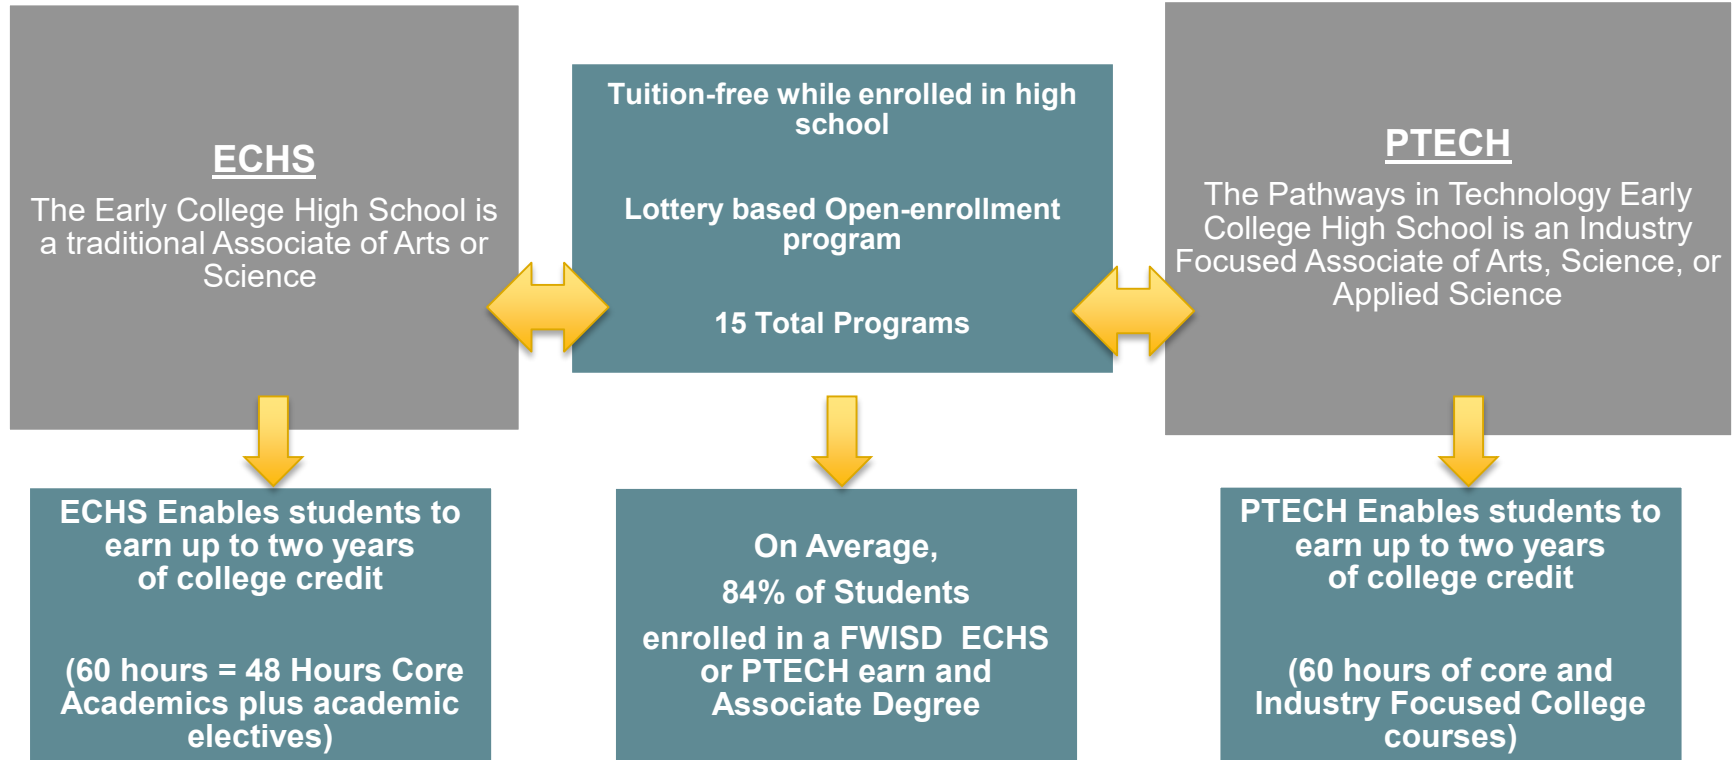 ECHS
The Early College High School is
a traditional Associate of Arts or
Science
Tuition-free while enrolled in high
school
Lottery based Open-enrollment
program
15 Total Programs
PTECH
The Pathways in Technology Early
College High School is an Industry
Focused Associate of Arts, Science, or
Applied Science
ECHS Enables students to
earn up to two years
of college credit
(60 hours = 48 Hours Core
Academics plus academic
electives)
On Average,
84% of Students
enrolled in a FWISD ECHS
or PTECH earn and
Associate Degree
PTECH Enables students to
earn up to two years
of college credit
(60 hours of core and
Industry Focused College
courses)